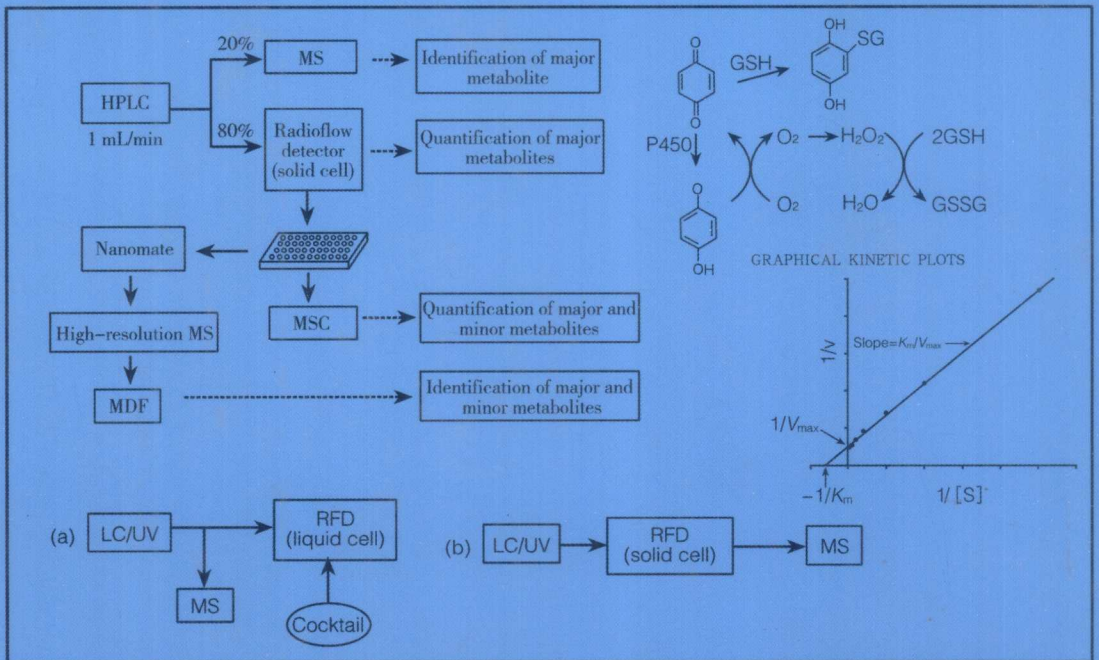 20%
MS
Identification of major
metabolite
HPLC
1 mL/min
80%
Radioflow
detector
(solid cell)
Quantification of major
metabolites
Nanomate
MSC
Quantification of major and
minor metabolites
High-resolution MS
MDF
Identification of major and
minor metabolites
O
O
GSH
OH
SG
OH
P450
O₂
H₂O₂
2GSH
O
OH
O₂
H₂O
GSSG
GRAPHICAL KINETIC PLOTS
1/v
Slope=Kₘ/Vₘₐₓ
1/Vₘₐₓ
−1/Kₘ
1/[S]
(a)
LC/UV
RFD
(liquid cell)
MS
Cocktail
(b)
LC/UV
RFD
(solid cell)
MS